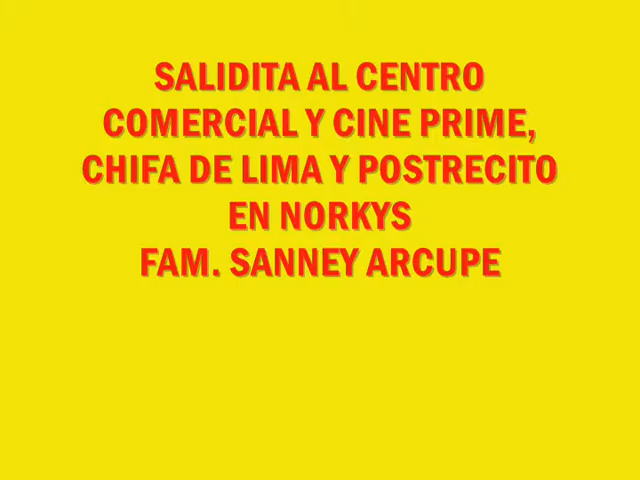 SALIDITA AL CENTRO
COMERCIAL Y CINE PRIME,
CHIFA DE LIMA Y POSTRECITO
EN NORKYS
FAM. SANNEY ARCUPE